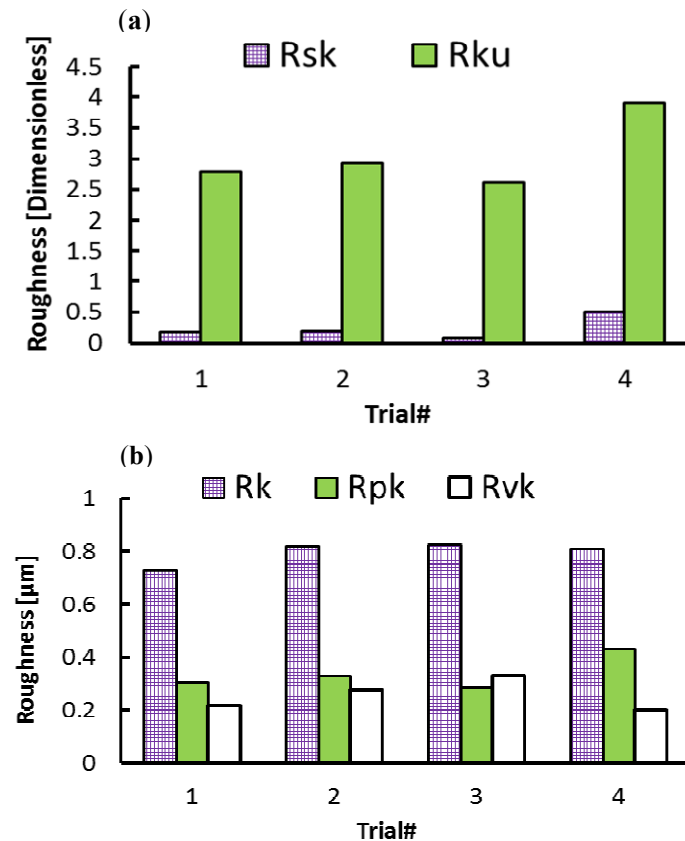 (a)
Rsk Rku
Roughness [Dimensionless]
4.5
4
3.5
3
2.5
2
1.5
1
0.5
0
1 2 3 4
Trial#
(b)
Rk Rpk Rvk
Roughness [µm]
1
0.8
0.6
0.4
0.2
0
1 2 3 4
Trial#